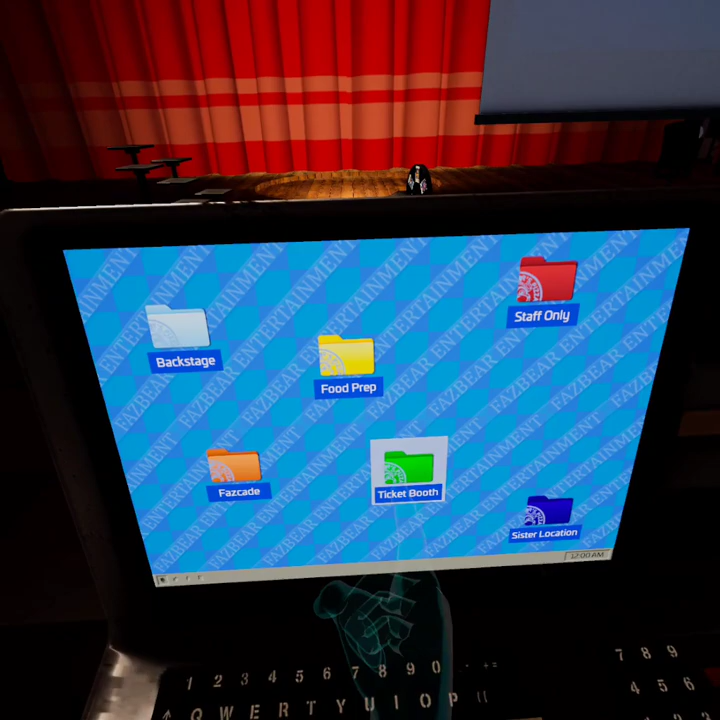 Staff Only
Backstage
Food Prep
Fazcade
Ticket Booth
Sister Location
12:00 AM
FAZBEAR ENTERTAINMENT
1 2 3 4 5 6 7 8 9 0 - +=
Q W E R T Y U I O P
7 8 9
4 5 6